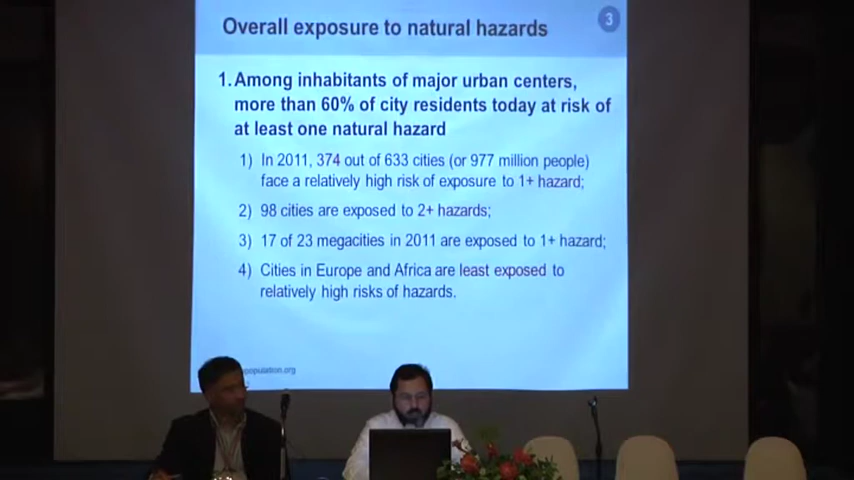 Overall exposure to natural hazards
3
1. Among inhabitants of major urban centers,
more than 60% of city residents today at risk of
at least one natural hazard
1) In 2011, 374 out of 633 cities (or 977 million people)
face a relatively high risk of exposure to 1+ hazard;
2) 98 cities are exposed to 2+ hazards;
3) 17 of 23 megacities in 2011 are exposed to 1+ hazard;
4) Cities in Europe and Africa are least exposed to
relatively high risks of hazards.
population.org